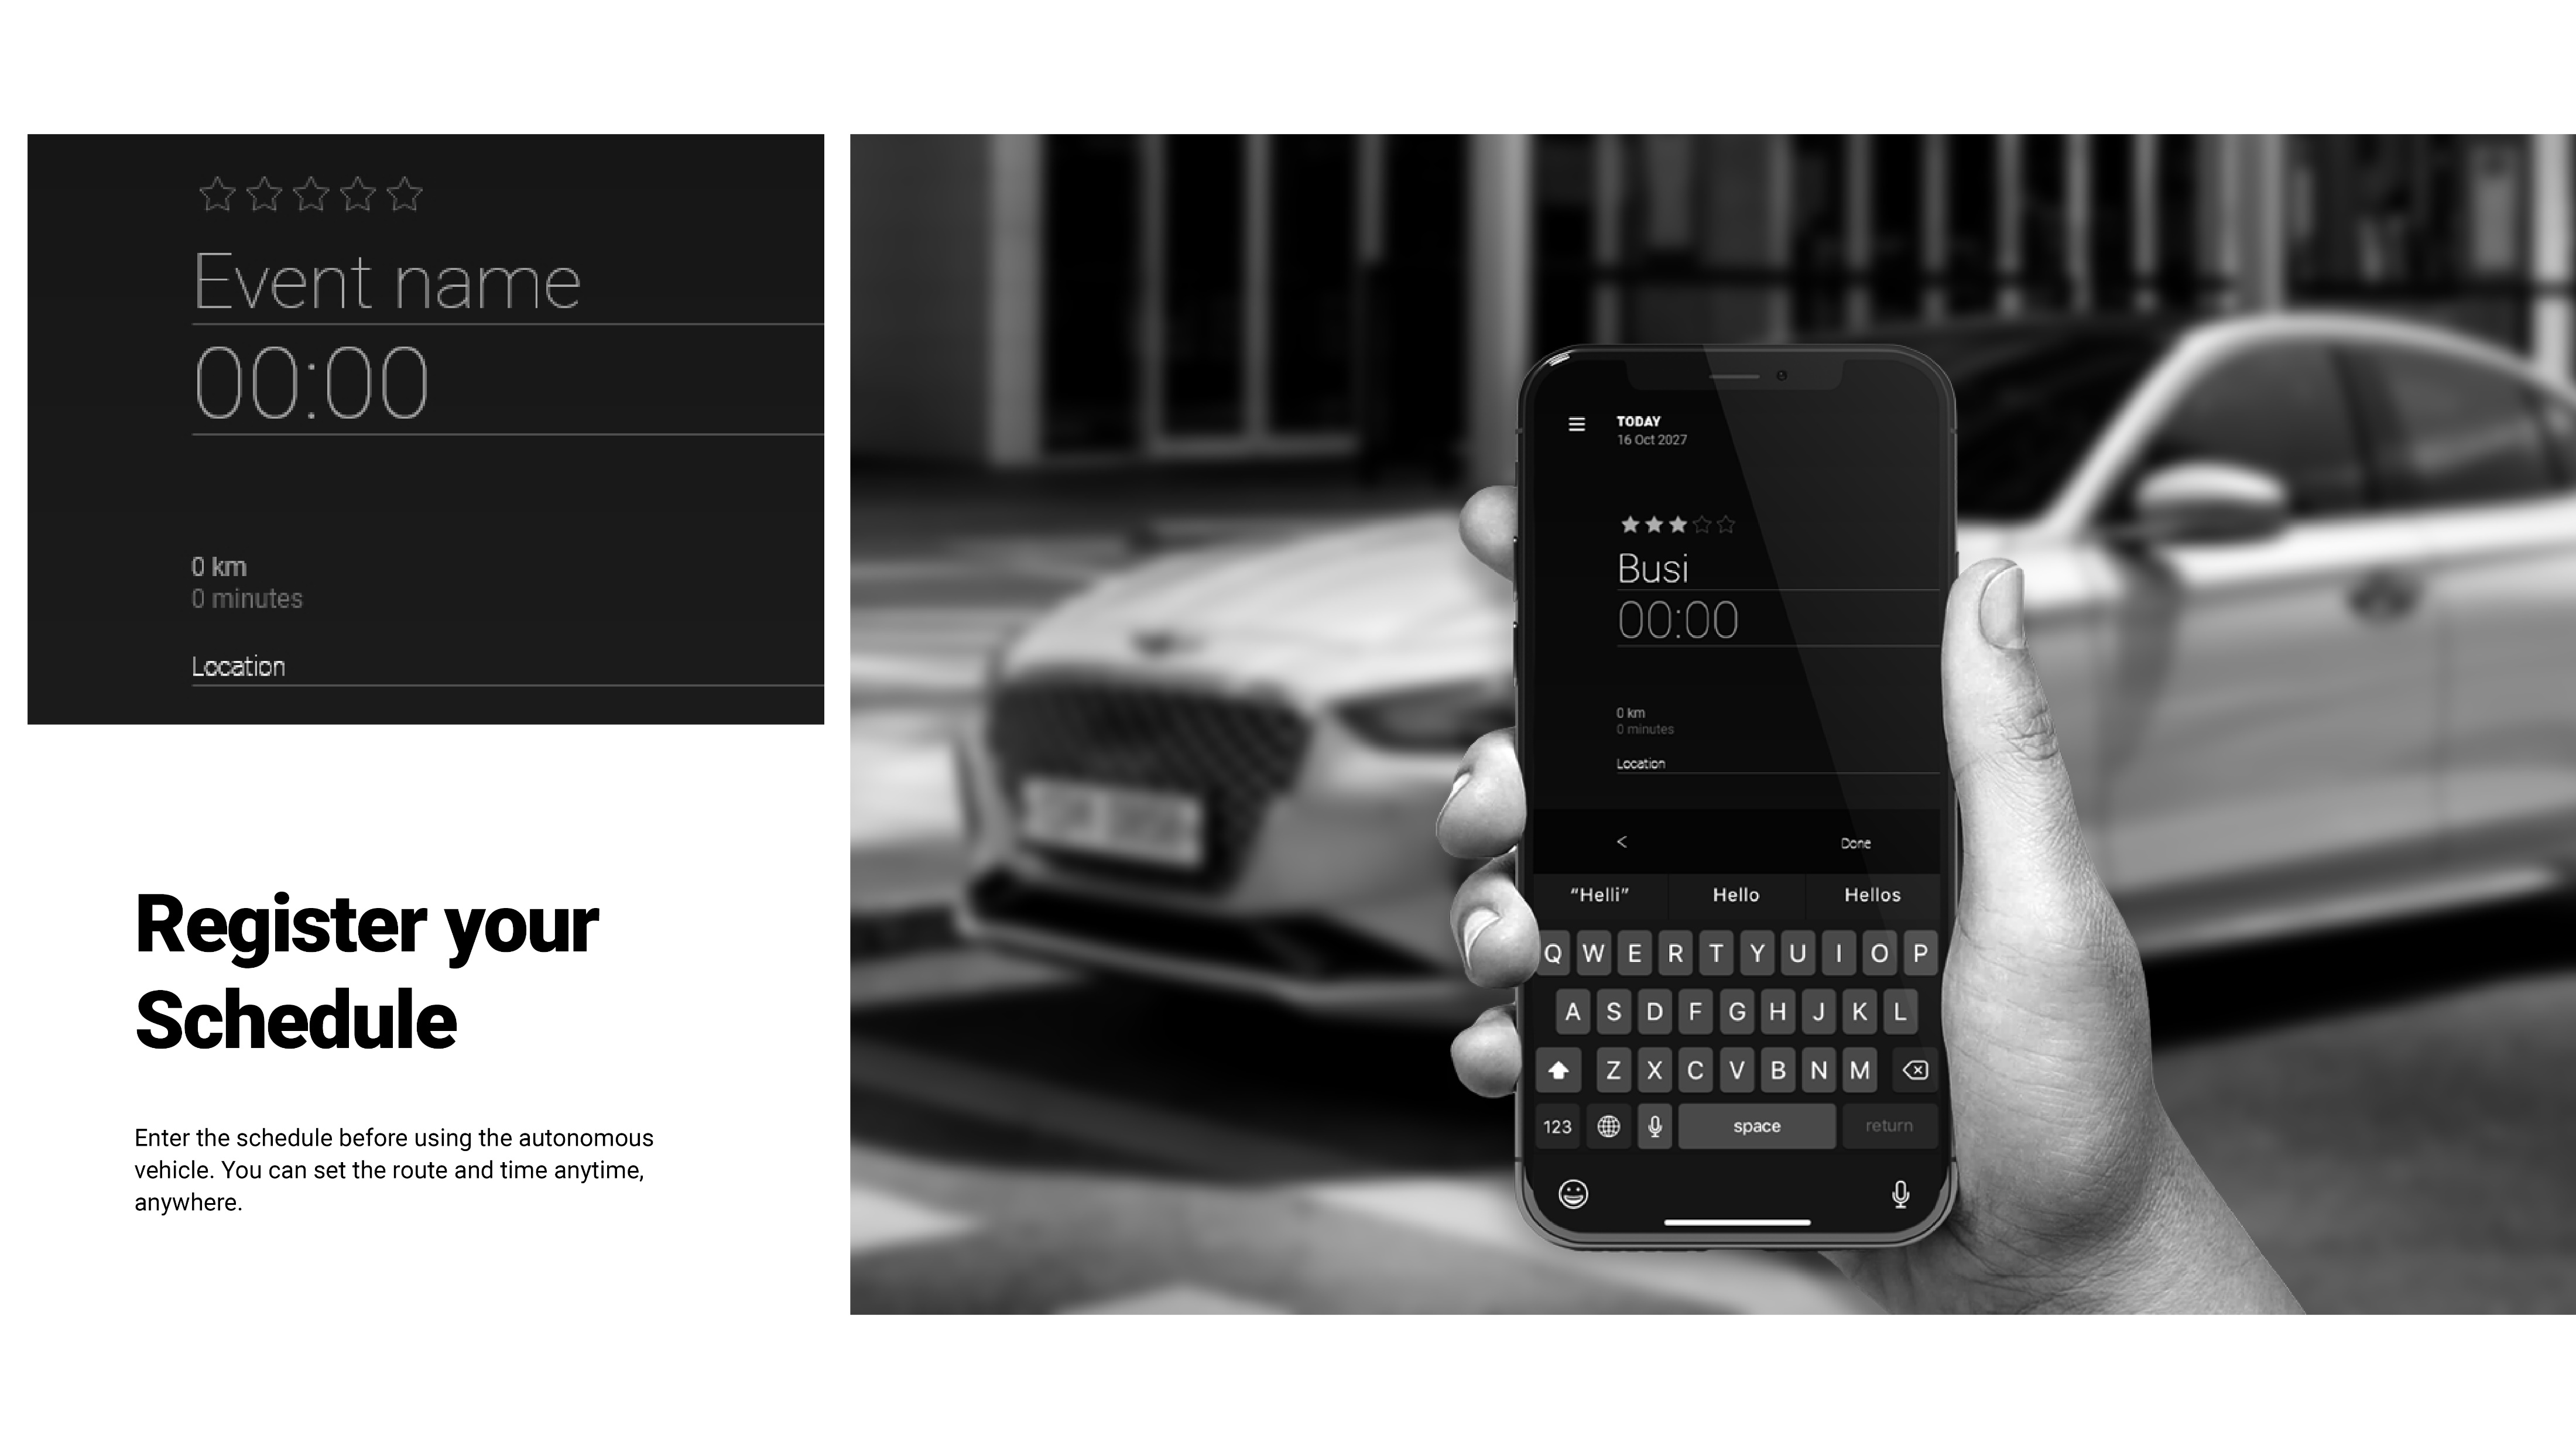 Event name
00:00
0 km
0 minutes
Location
Register your
Schedule
Enter the schedule before using the autonomous
vehicle. You can set the route and time anytime,
anywhere.
TODAY
16 Oct 2027
Busi
00:00
0 km
0 minutes
Location
< Done
“Helli” Hello Hellos
Q W E R T Y U I O P
A S D F G H J K L
Z X C V B N M
123 space return